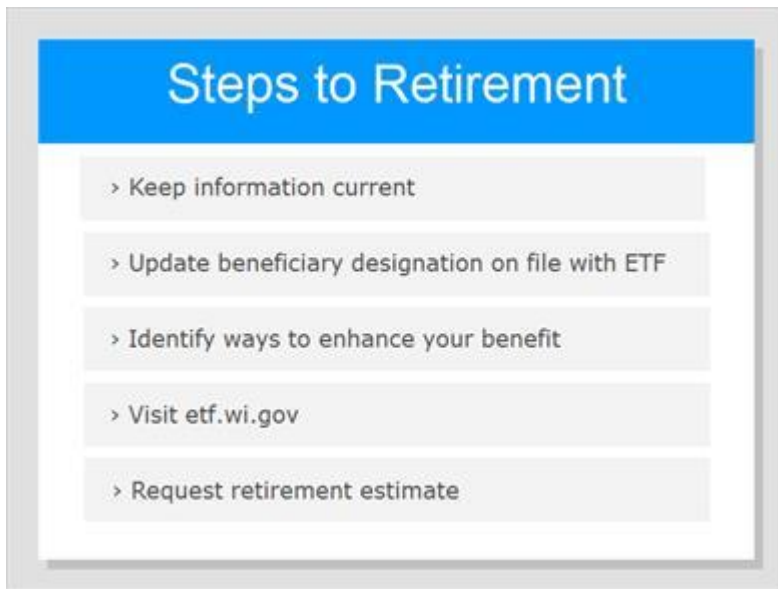 Steps to Retirement
› Keep information current
› Update beneficiary designation on file with ETF
› Identify ways to enhance your benefit
› Visit etf.wi.gov
› Request retirement estimate